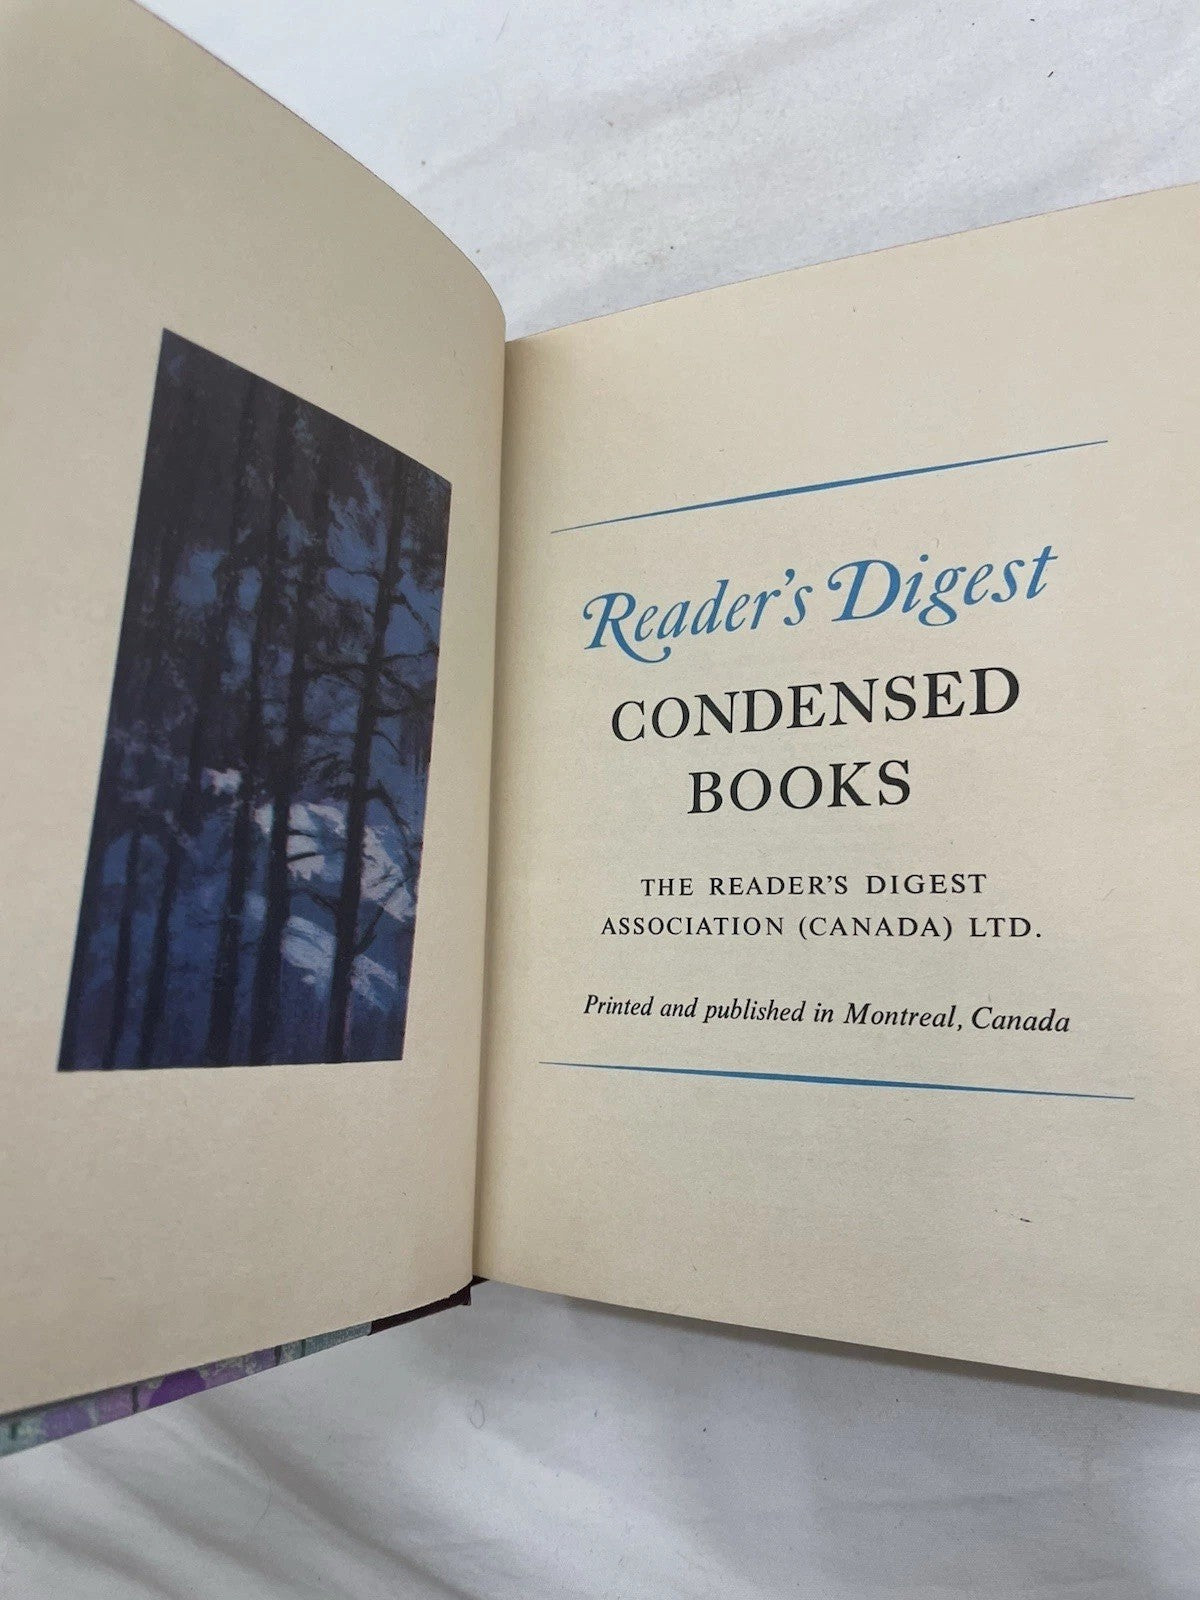 Reader's Digest
CONDENSED
BOOKS
THE READER'S DIGEST
ASSOCIATION (CANADA) LTD.
Printed and published in Montreal, Canada